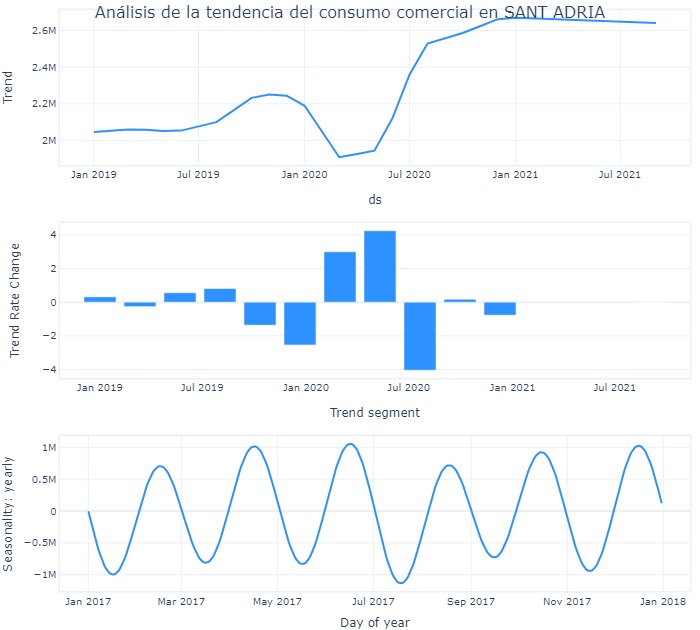 Análisis de la tendencia del consumo comercial en SANT ADRIA
Trend
2.6M
2.4M
2.2M
2M
Jan 2019 Jul 2019 Jan 2020 Jul 2020 Jan 2021 Jul 2021
ds
Trend Rate Change
4
2
0
−2
−4
Jan 2019 Jul 2019 Jan 2020 Jul 2020 Jan 2021 Jul 2021
Trend segment
Seasonality: yearly
1M
0.5M
0
−0.5M
−1M
Jan 2017 Mar 2017 May 2017 Jul 2017 Sep 2017 Nov 2017 Jan 2018
Day of year